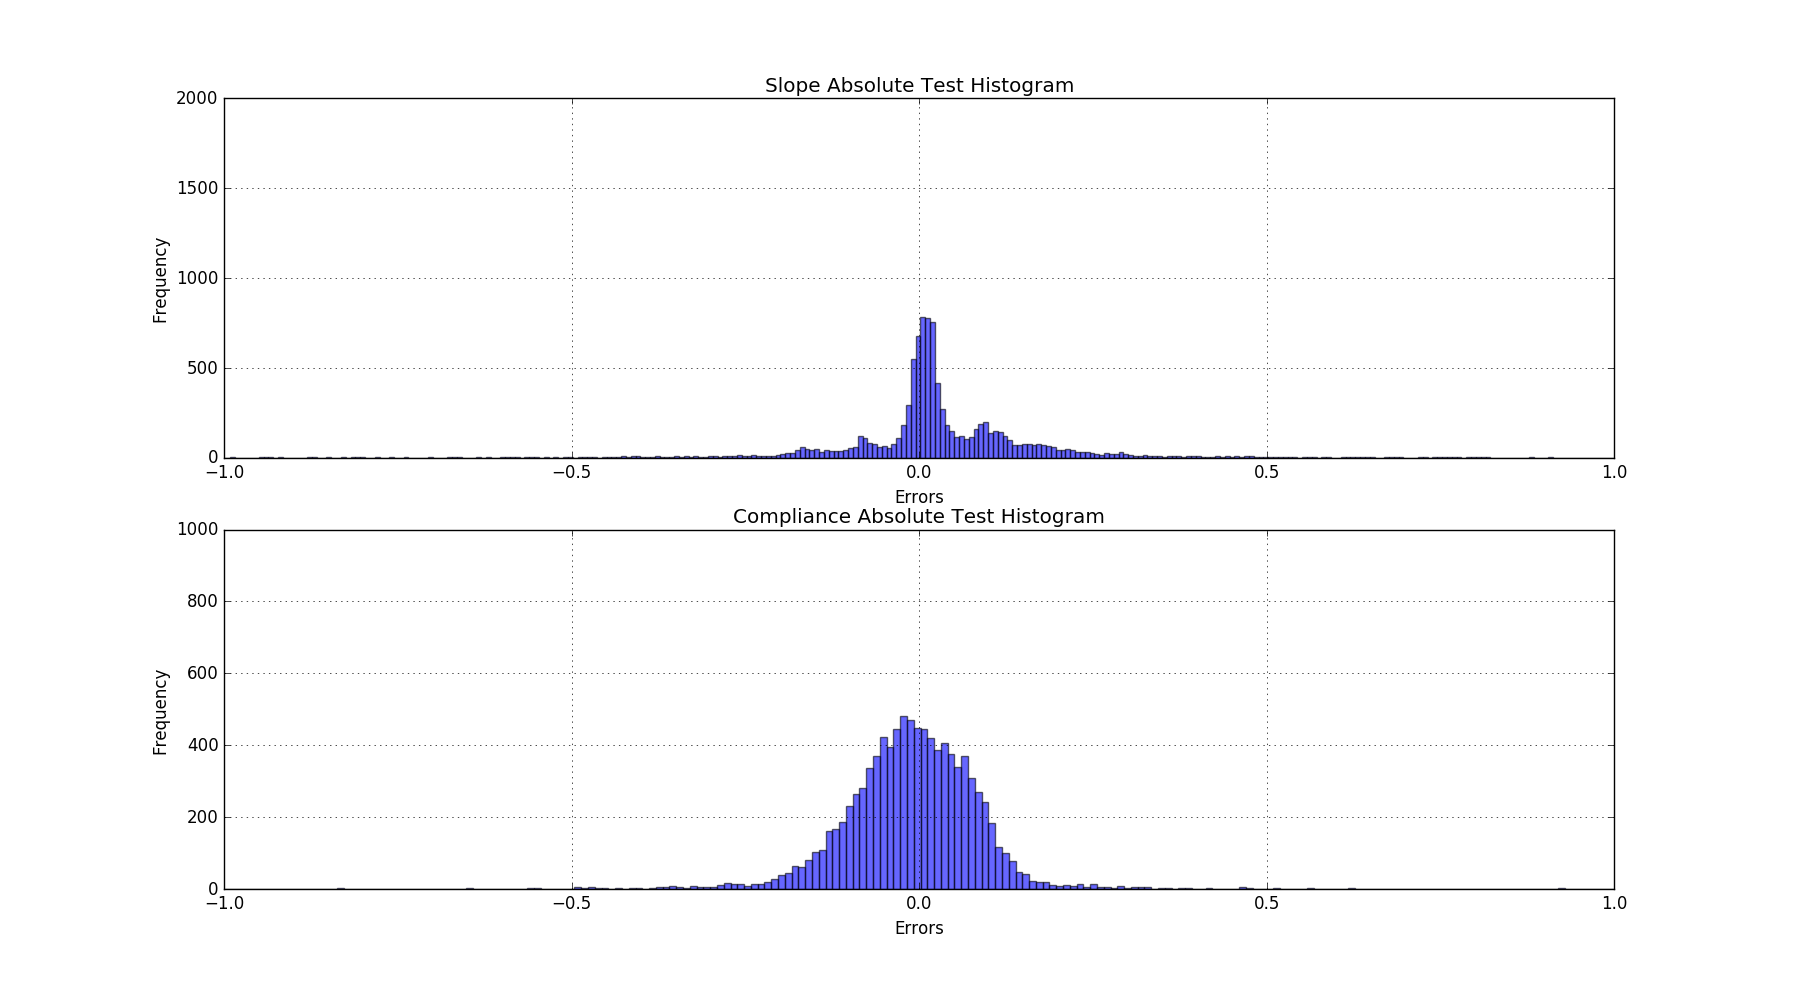 Slope Absolute Test Histogram
2000
1500
1000
500
0
Frequency
−1.0 −0.5 0.0 0.5 1.0
Errors
Compliance Absolute Test Histogram
1000
800
600
400
200
0
Frequency
−1.0 −0.5 0.0 0.5 1.0
Errors